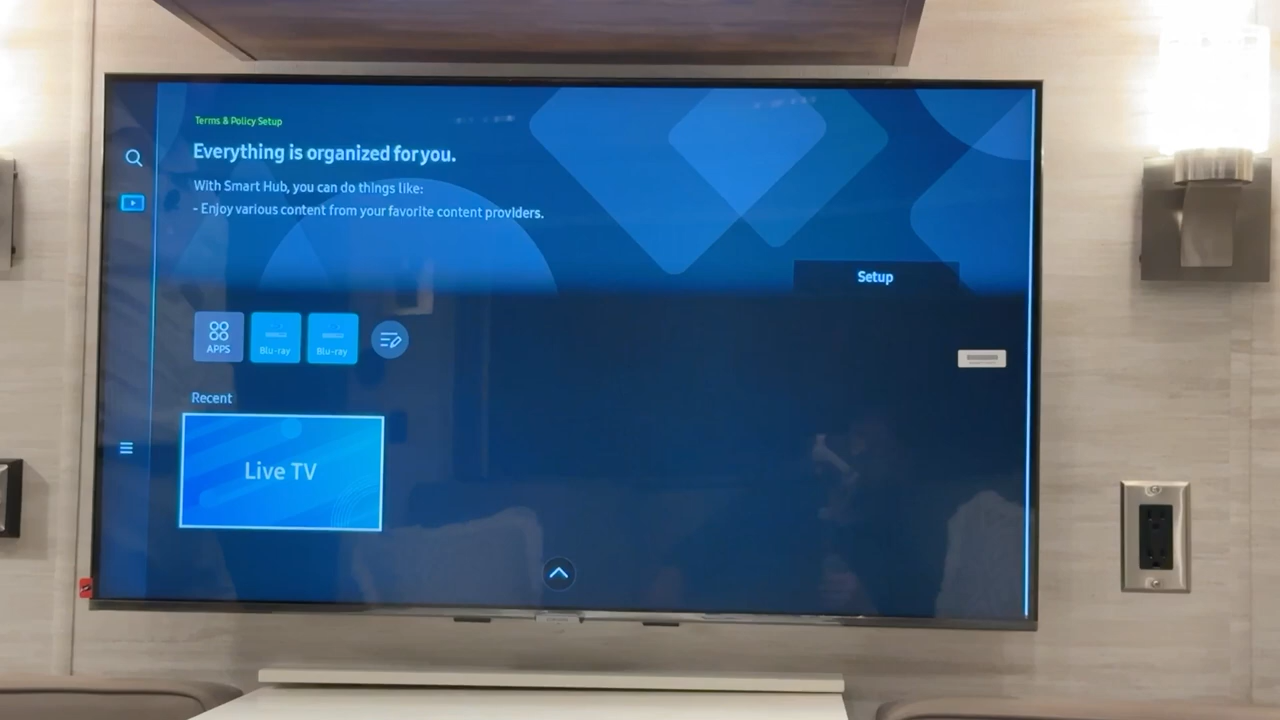 Terms & Policy Setup
Everything is organized for you.
With Smart Hub, you can do things like:
- Enjoy various content from your favorite content providers.
Setup
APPS
Blu-ray
Blu-ray
Recent
Live TV